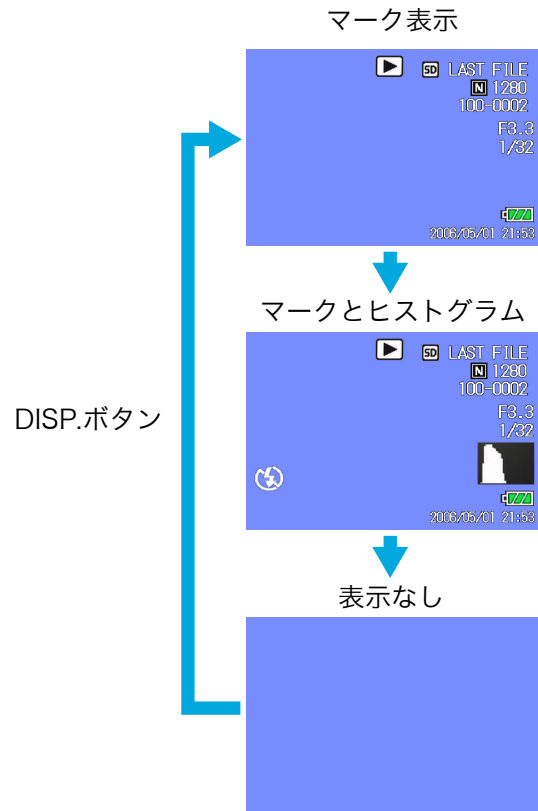 マーク表示
SD LAST FILE
N 1280
100-0002
F3.3
1/32
2006/05/01 21:53
マークとヒストグラム
SD LAST FILE
N 1280
100-0002
F3.3
1/32
2006/05/01 21:53
DISP.ボタン
表示なし